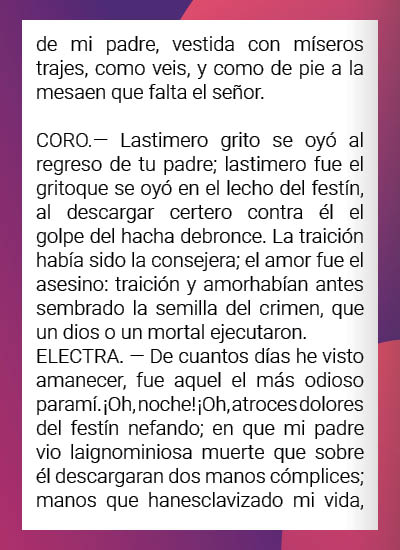 de mi padre, vestida con míseros
trajes, como veis, y como de pie a la
mesaen que falta el señor.

CORO.— Lastimero grito se oyó al
regreso de tu padre; lastimero fue el
gritoque se oyó en el lecho del festín,
al descargar certero contra él el
golpe del hacha debronce. La traición
había sido la consejera; el amor fue el
asesino: traición y amorhabían antes
sembrado la semilla del crimen, que
un dios o un mortal ejecutaron.
ELECTRA. — De cuantos días he visto
amanecer, fue aquel el más odioso
paramí.¡Oh, noche!¡Oh, atroces dolores
del festín nefando; en que mi padre
vio laignominiosa muerte que sobre
él descargaran dos manos cómplices;
manos que hanesclavizado mi vida,